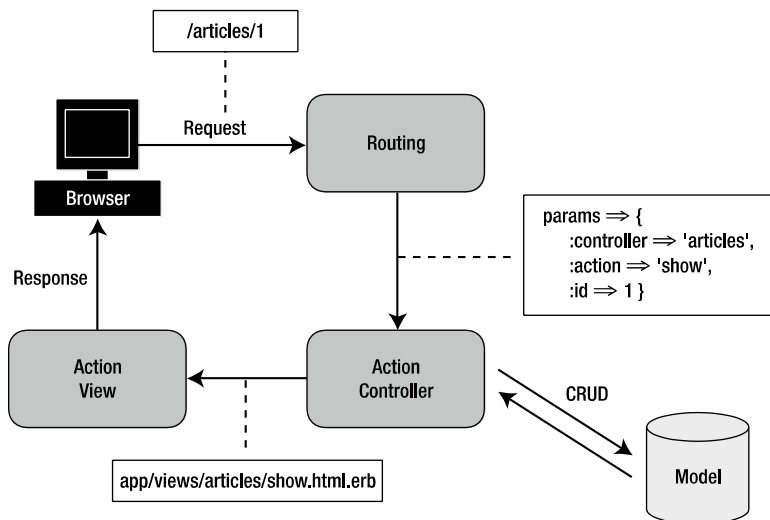 /articles/1
Request
Routing
Browser
params ⇒ {
:controller ⇒ 'articles',
:action ⇒ 'show',
:id ⇒ 1 }
Response
Action
View
Action
Controller
CRUD
Model
app/views/articles/show.html.erb